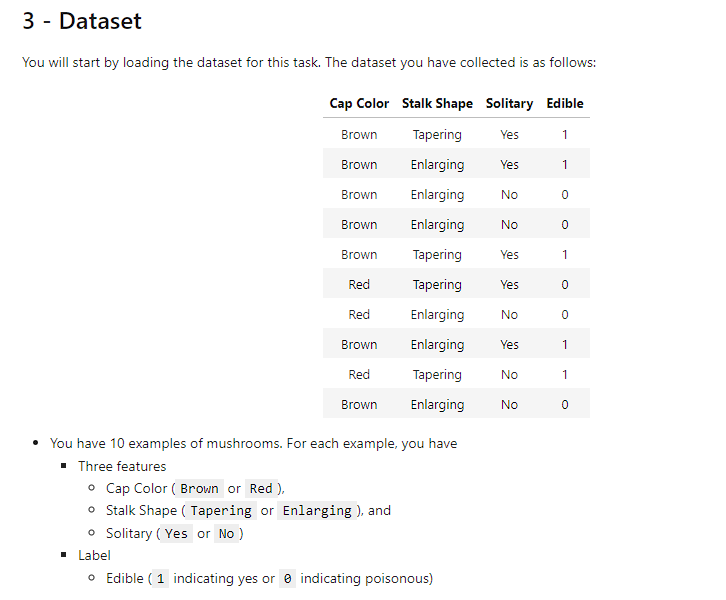 3 - Dataset
You will start by loading the dataset for this task. The dataset you have collected is as follows:
Cap Color Stalk Shape Solitary Edible
Brown Tapering Yes 1
Brown Enlarging Yes 1
Brown Enlarging No 0
Brown Enlarging No 0
Brown Tapering Yes 1
Red Tapering Yes 0
Red Enlarging No 0
Brown Enlarging Yes 1
Red Tapering No 1
Brown Enlarging No 0
• You have 10 examples of mushrooms. For each example, you have
▪ Three features
◦ Cap Color ( Brown or Red ),
◦ Stalk Shape ( Tapering or Enlarging ), and
◦ Solitary ( Yes or No )
▪ Label
◦ Edible ( 1 indicating yes or 0 indicating poisonous)